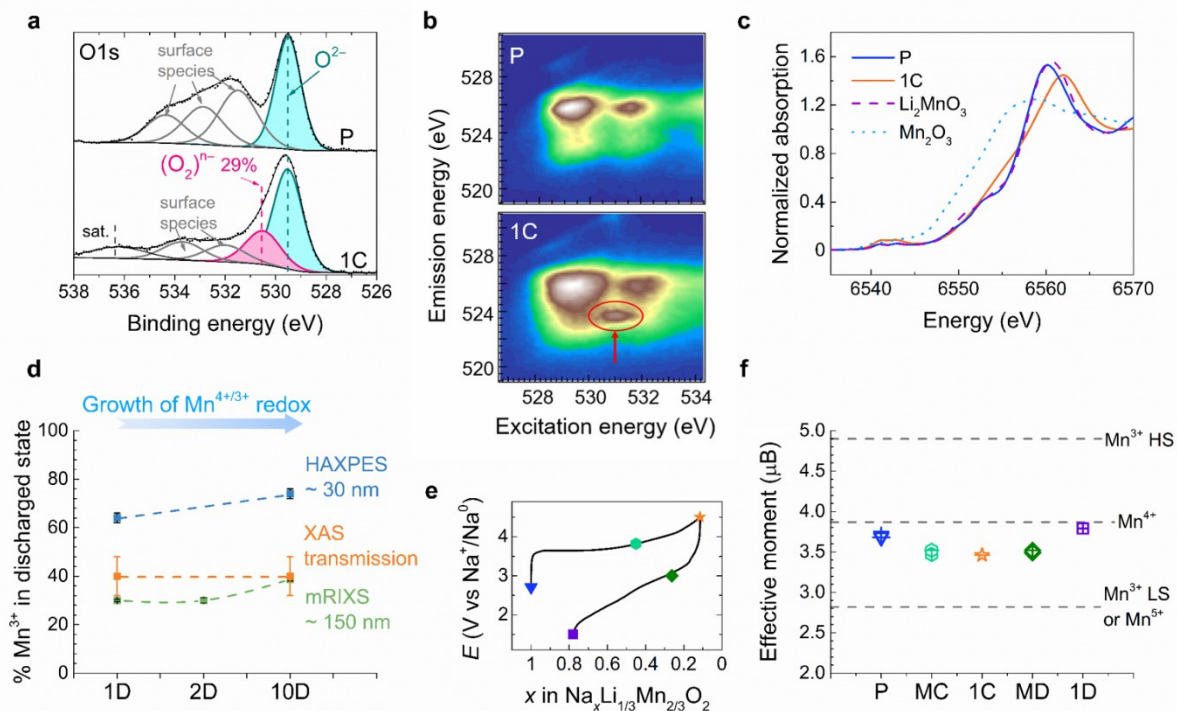 a
O1s
surface
species
O²⁻
P
(O₂)ⁿ⁻ 29%
surface
species
sat.
1C
538 536 534 532 530 528 526
Binding energy (eV)
b
P
528
524
520
1C
528
524
520
Emission energy (eV)
528 530 532 534
Excitation energy (eV)
c
P
1C
Li₂MnO₃
Mn₂O₃
1.6
1.2
0.8
0.4
0
Normalized absorption
6540 6550 6560 6570
Energy (eV)
d
Growth of Mn⁴⁺/³⁺ redox
100
80
60
40
20
0
% Mn³⁺ in discharged state
HAXPES
~ 30 nm
XAS
transmission
mRIXS
~ 150 nm
1D 2D 10D
e
4
3
2
E (V vs Na⁺/Na⁰)
1 0.8 0.6 0.4 0.2 0
x in NaₓLi₁/₃Mn₂/₃O₂
f
5.0
4.5
4.0
3.5
3.0
2.5
2.0
Effective moment (μB)
Mn³⁺ HS
Mn⁴⁺
Mn³⁺ LS
or Mn⁵⁺
P MC 1C MD 1D